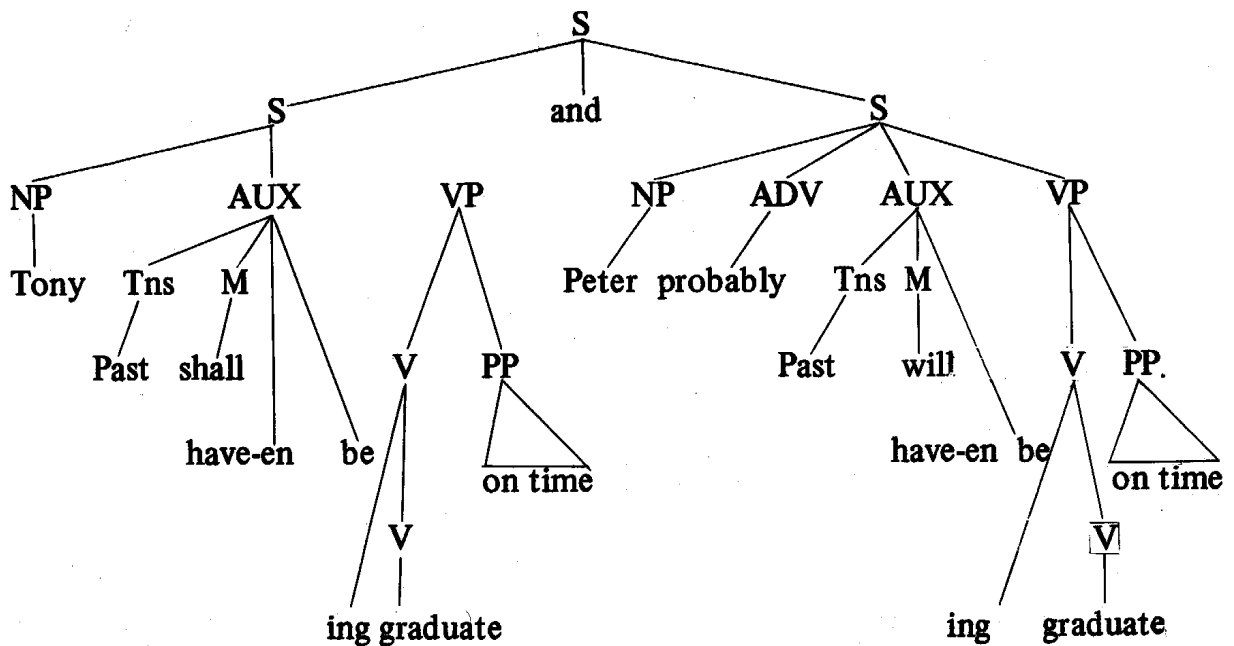 S
S and S
NP AUX VP NP ADV AUX VP
Tony Tns M Peter probably Tns M
Past shall V PP Past will V PP.
have-en be on time have-en be on time
V V
ing graduate ing graduate